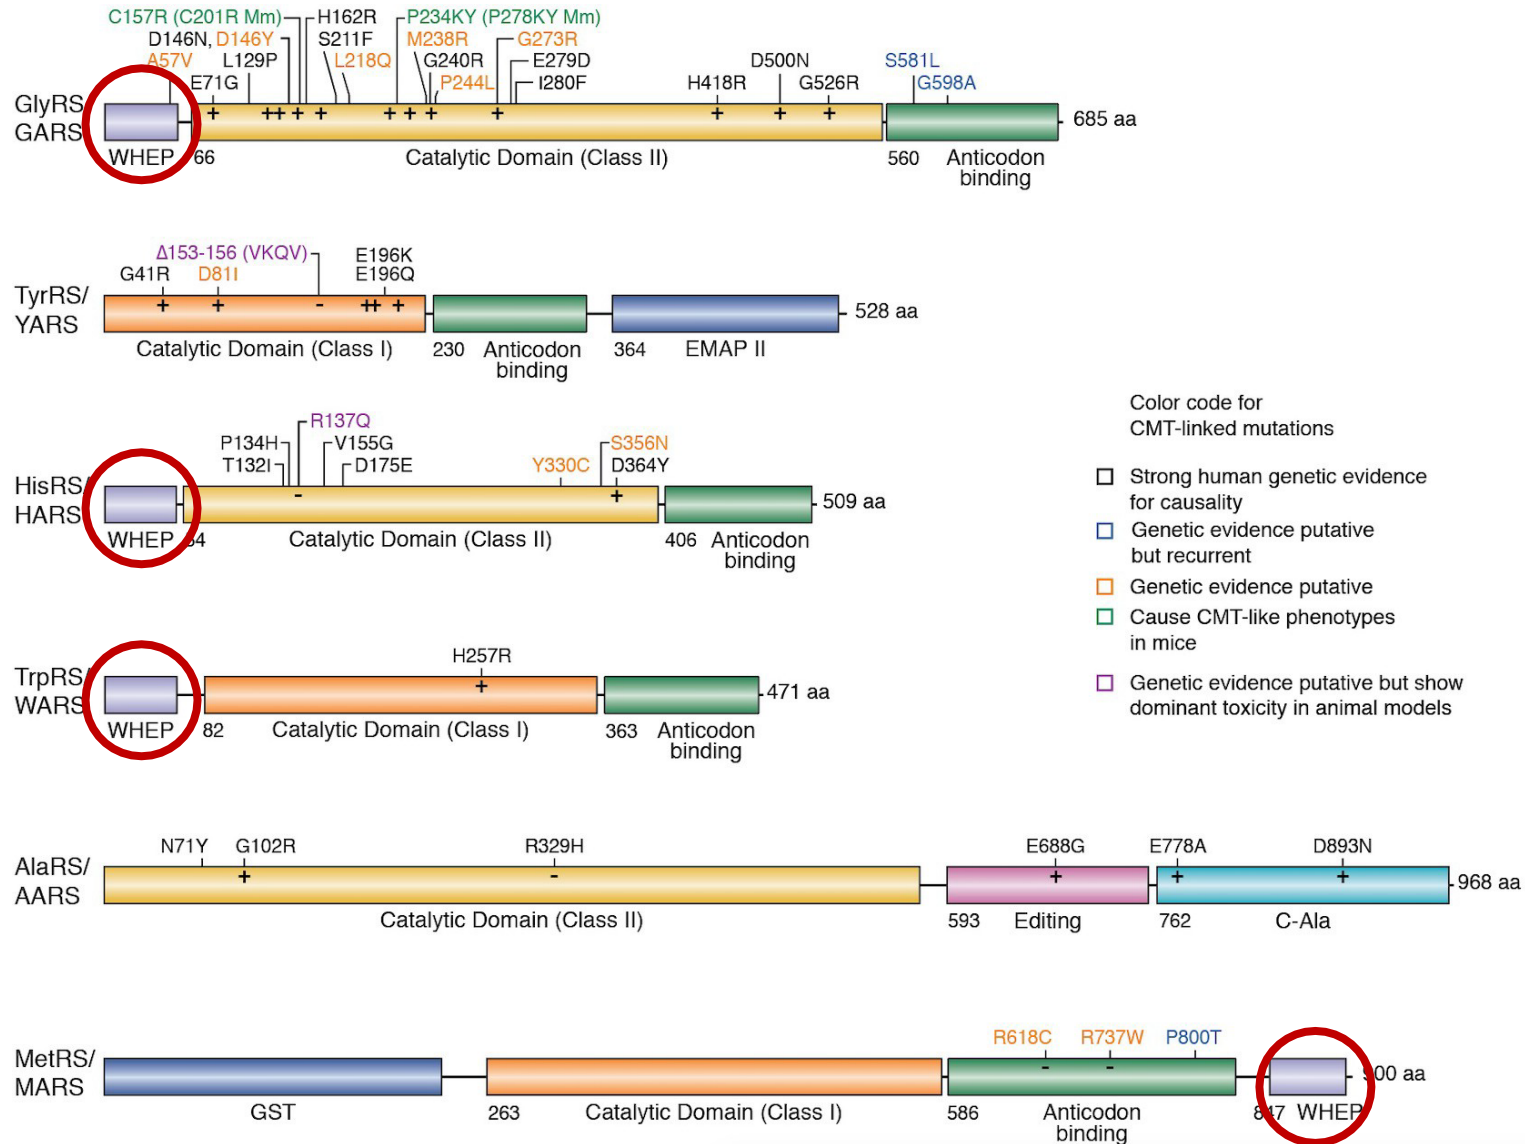 C157R (C201R Mm) H162R P234KY (P278KY Mm)
D146N, D146Y S211F M238R G273R
A57V L129P L218Q G240R E279D D500N S581L
E71G P244L I280F H418R G526R G598A
GlyRS + ++ + + + + + + + + + 685 aa
GARS
WHEP 66 Catalytic Domain (Class II) 560 Anticodon
binding
Δ153-156 (VKQV) E196K
G41R D81I E196Q
TyrRS/ + + - ++ + 528 aa
YARS
Catalytic Domain (Class I) 230 Anticodon 364 EMAP II
binding
R137Q
P134H V155G S356N
T132I D175E Y330C D364Y
HisRS - + 509 aa
HARS
WHEP Catalytic Domain (Class II) 406 Anticodon
binding
H257R
TrpRS + 471 aa
WARS
WHEP 82 Catalytic Domain (Class I) 363 Anticodon
binding
N71Y G102R R329H E688G E778A D893N
AlaRS/ + - + + + 968 aa
AARS
Catalytic Domain (Class II) 593 Editing 762 C-Ala
R618C R737W P800T
MetRS/ - - 900 aa
MARS
GST 263 Catalytic Domain (Class I) 586 Anticodon 847 WHEP
binding
Color code for
CMT-linked mutations
Strong human genetic evidence
for causality
Genetic evidence putative
but recurrent
Genetic evidence putative
Cause CMT-like phenotypes
in mice
Genetic evidence putative but show
dominant toxicity in animal models